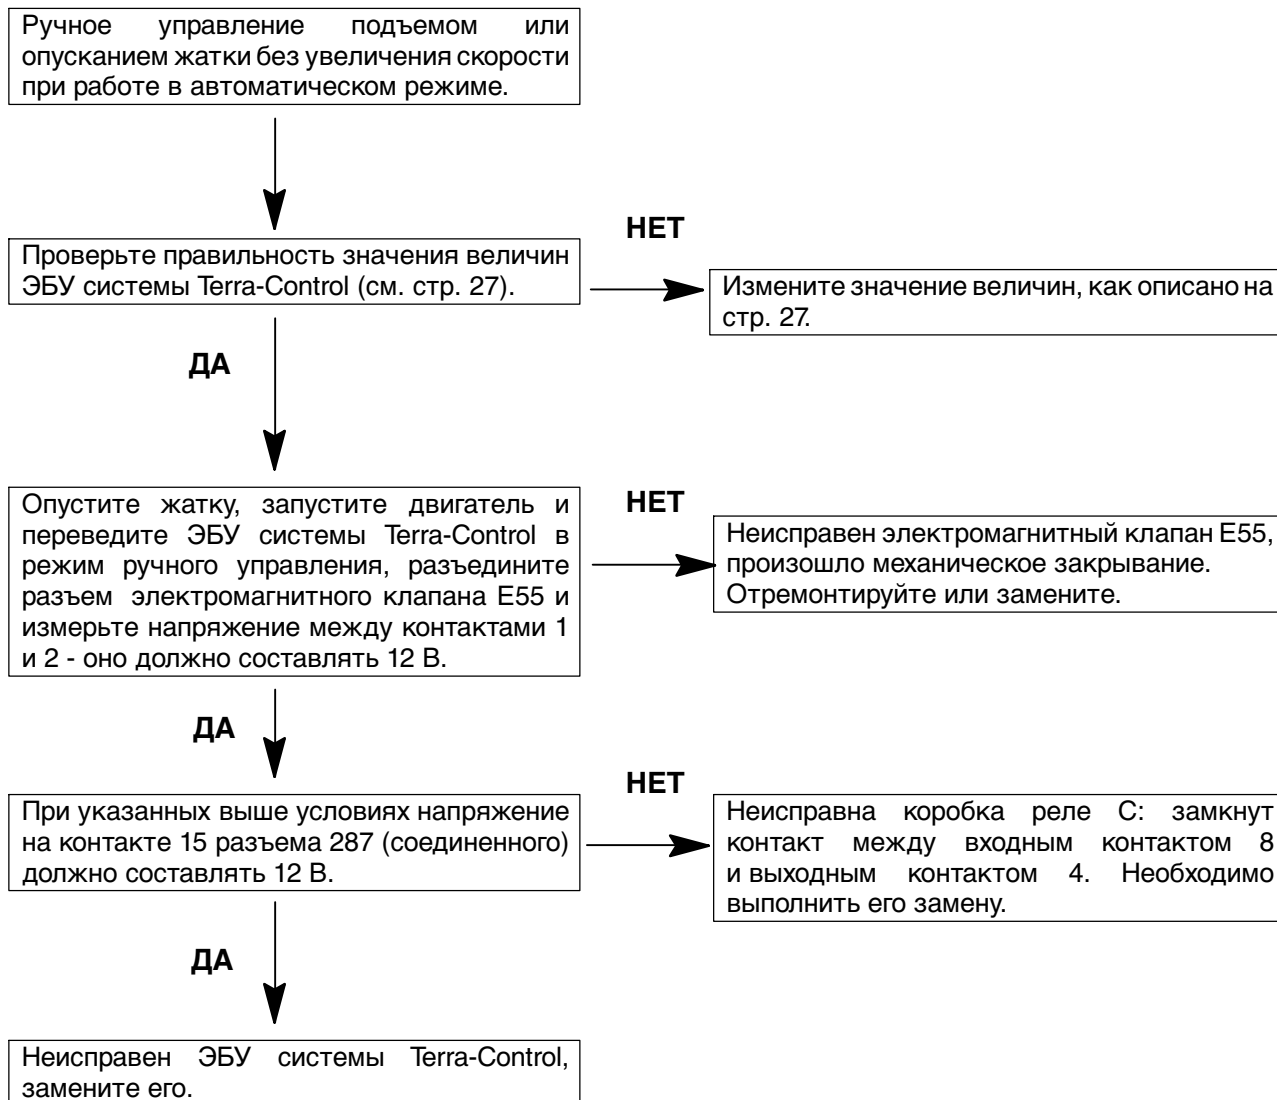 Ручное управление подъемом или
опусканием жатки без увеличения скорости
при работе в автоматическом режиме.
НЕТ
Проверьте правильность значения величин
ЭБУ системы Terra-Control (см. стр. 27).
Измените значение величин, как описано на
стр. 27.
ДА
Опустите жатку, запустите двигатель и
переведите ЭБУ системы Terra-Control в
режим ручного управления, разъедините
разъем электромагнитного клапана E55 и
измерьте напряжение между контактами 1
и 2 - оно должно составлять 12 В.
НЕТ
Неисправен электромагнитный клапан E55,
произошло механическое закрывание.
Отремонтируйте или замените.
ДА
При указанных выше условиях напряжение
на контакте 15 разъема 287 (соединенного)
должно составлять 12 В.
НЕТ
Неисправна коробка реле С: замкнут
контакт между входным контактом 8
и выходным контактом 4. Необходимо
выполнить его замену.
ДА
Неисправен ЭБУ системы Terra-Control,
замените его.